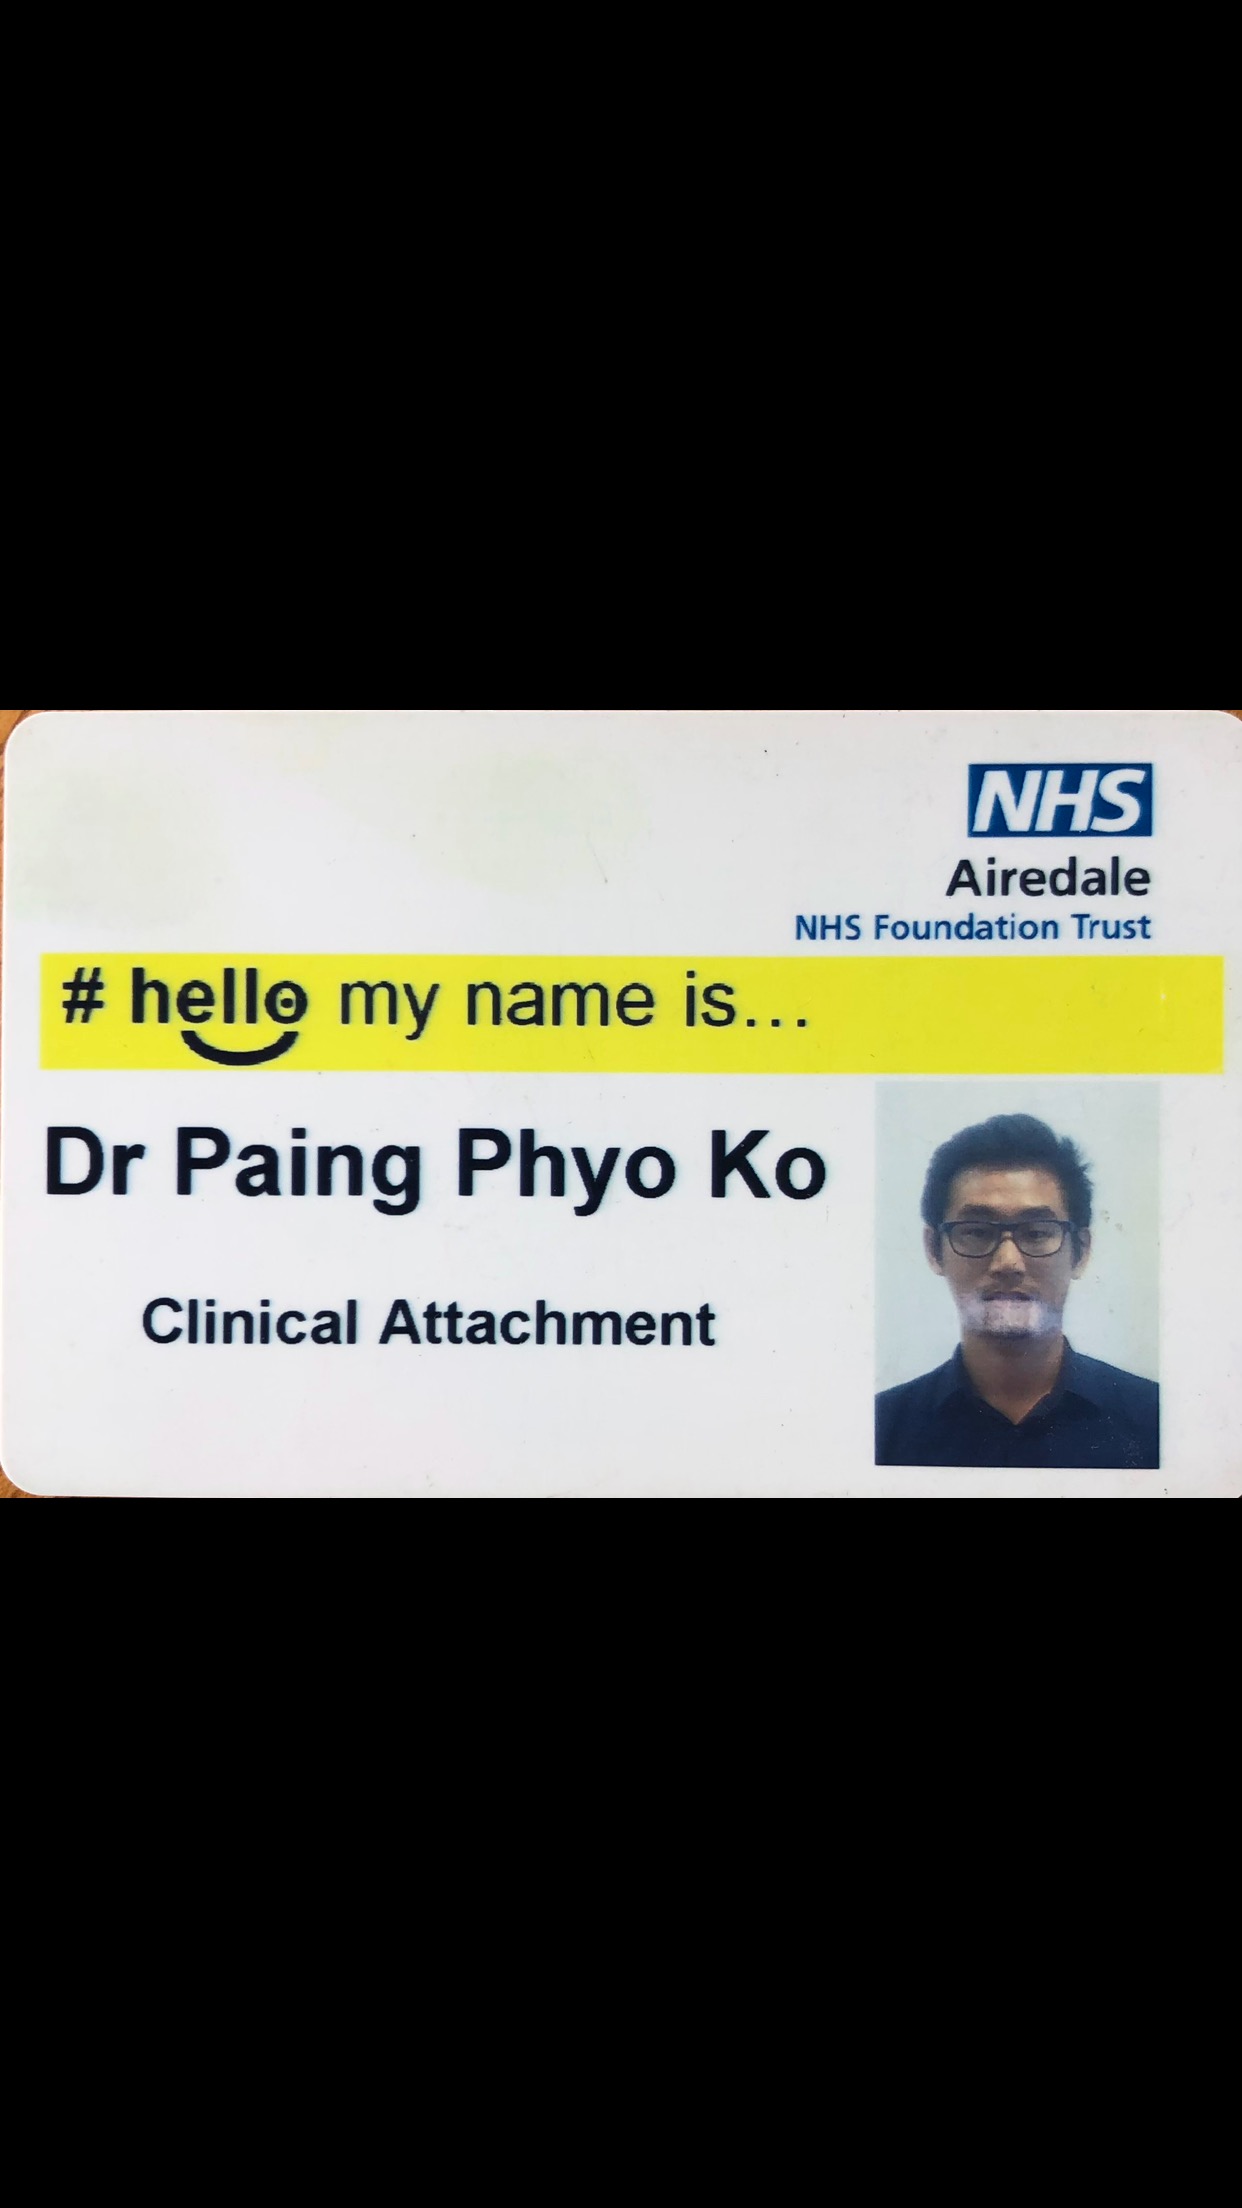 NHS
Airedale
NHS Foundation Trust
# hello my name is...
Dr Paing Phyo Ko
Clinical Attachment